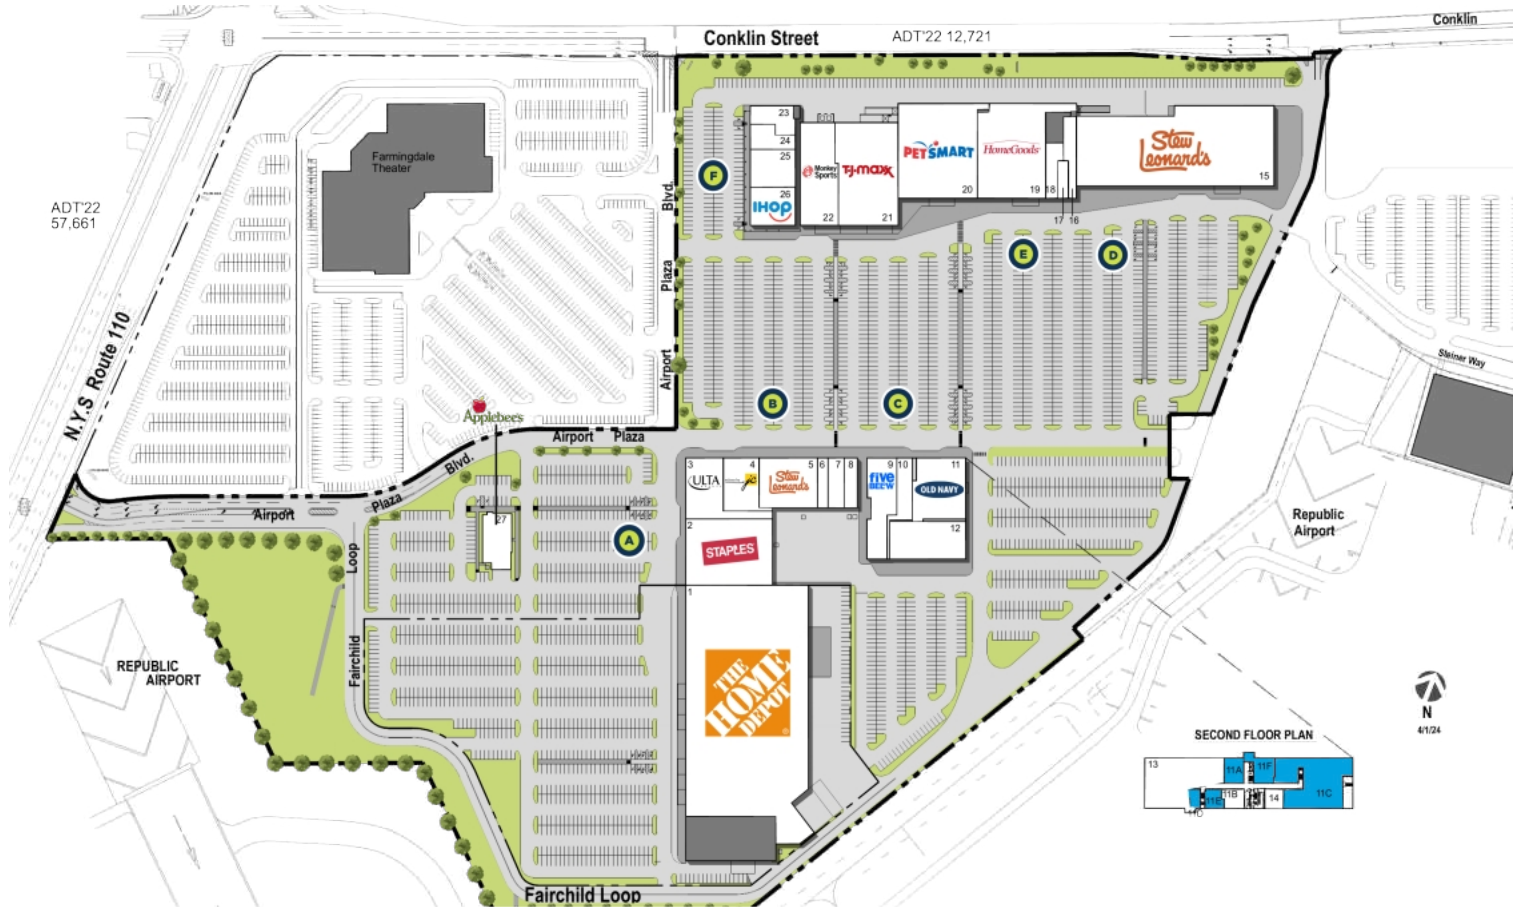 Conklin
Conklin Street
ADT'22 12,721
Farmingdale
Theater
ADT'22
57,661
N.Y.S Route 110
Airport Plaza Blvd.
23
24
25
26
IHOP
Monkey
Sports
22
T.J.maxx
21
PETSMART
20
HomeGoods
19
18
17
16
Stew
Leonard's
15
F
E
D
B
C
A
Steiner Way
Applebee's
Airport Plaza
Airport Plaza Blvd.
27
3
ULTA
4
Stew
Leonard's
5
6
7
8
9
five
BEL°W
10
11
OLD NAVY
12
2
STAPLES
1
THE
HOME
DEPOT
Fairchild Loop
Republic
Airport
REPUBLIC
AIRPORT
N
4/1/24
SECOND FLOOR PLAN
13
11A
11F
11E
11B
14
11C
11D
Fairchild Loop